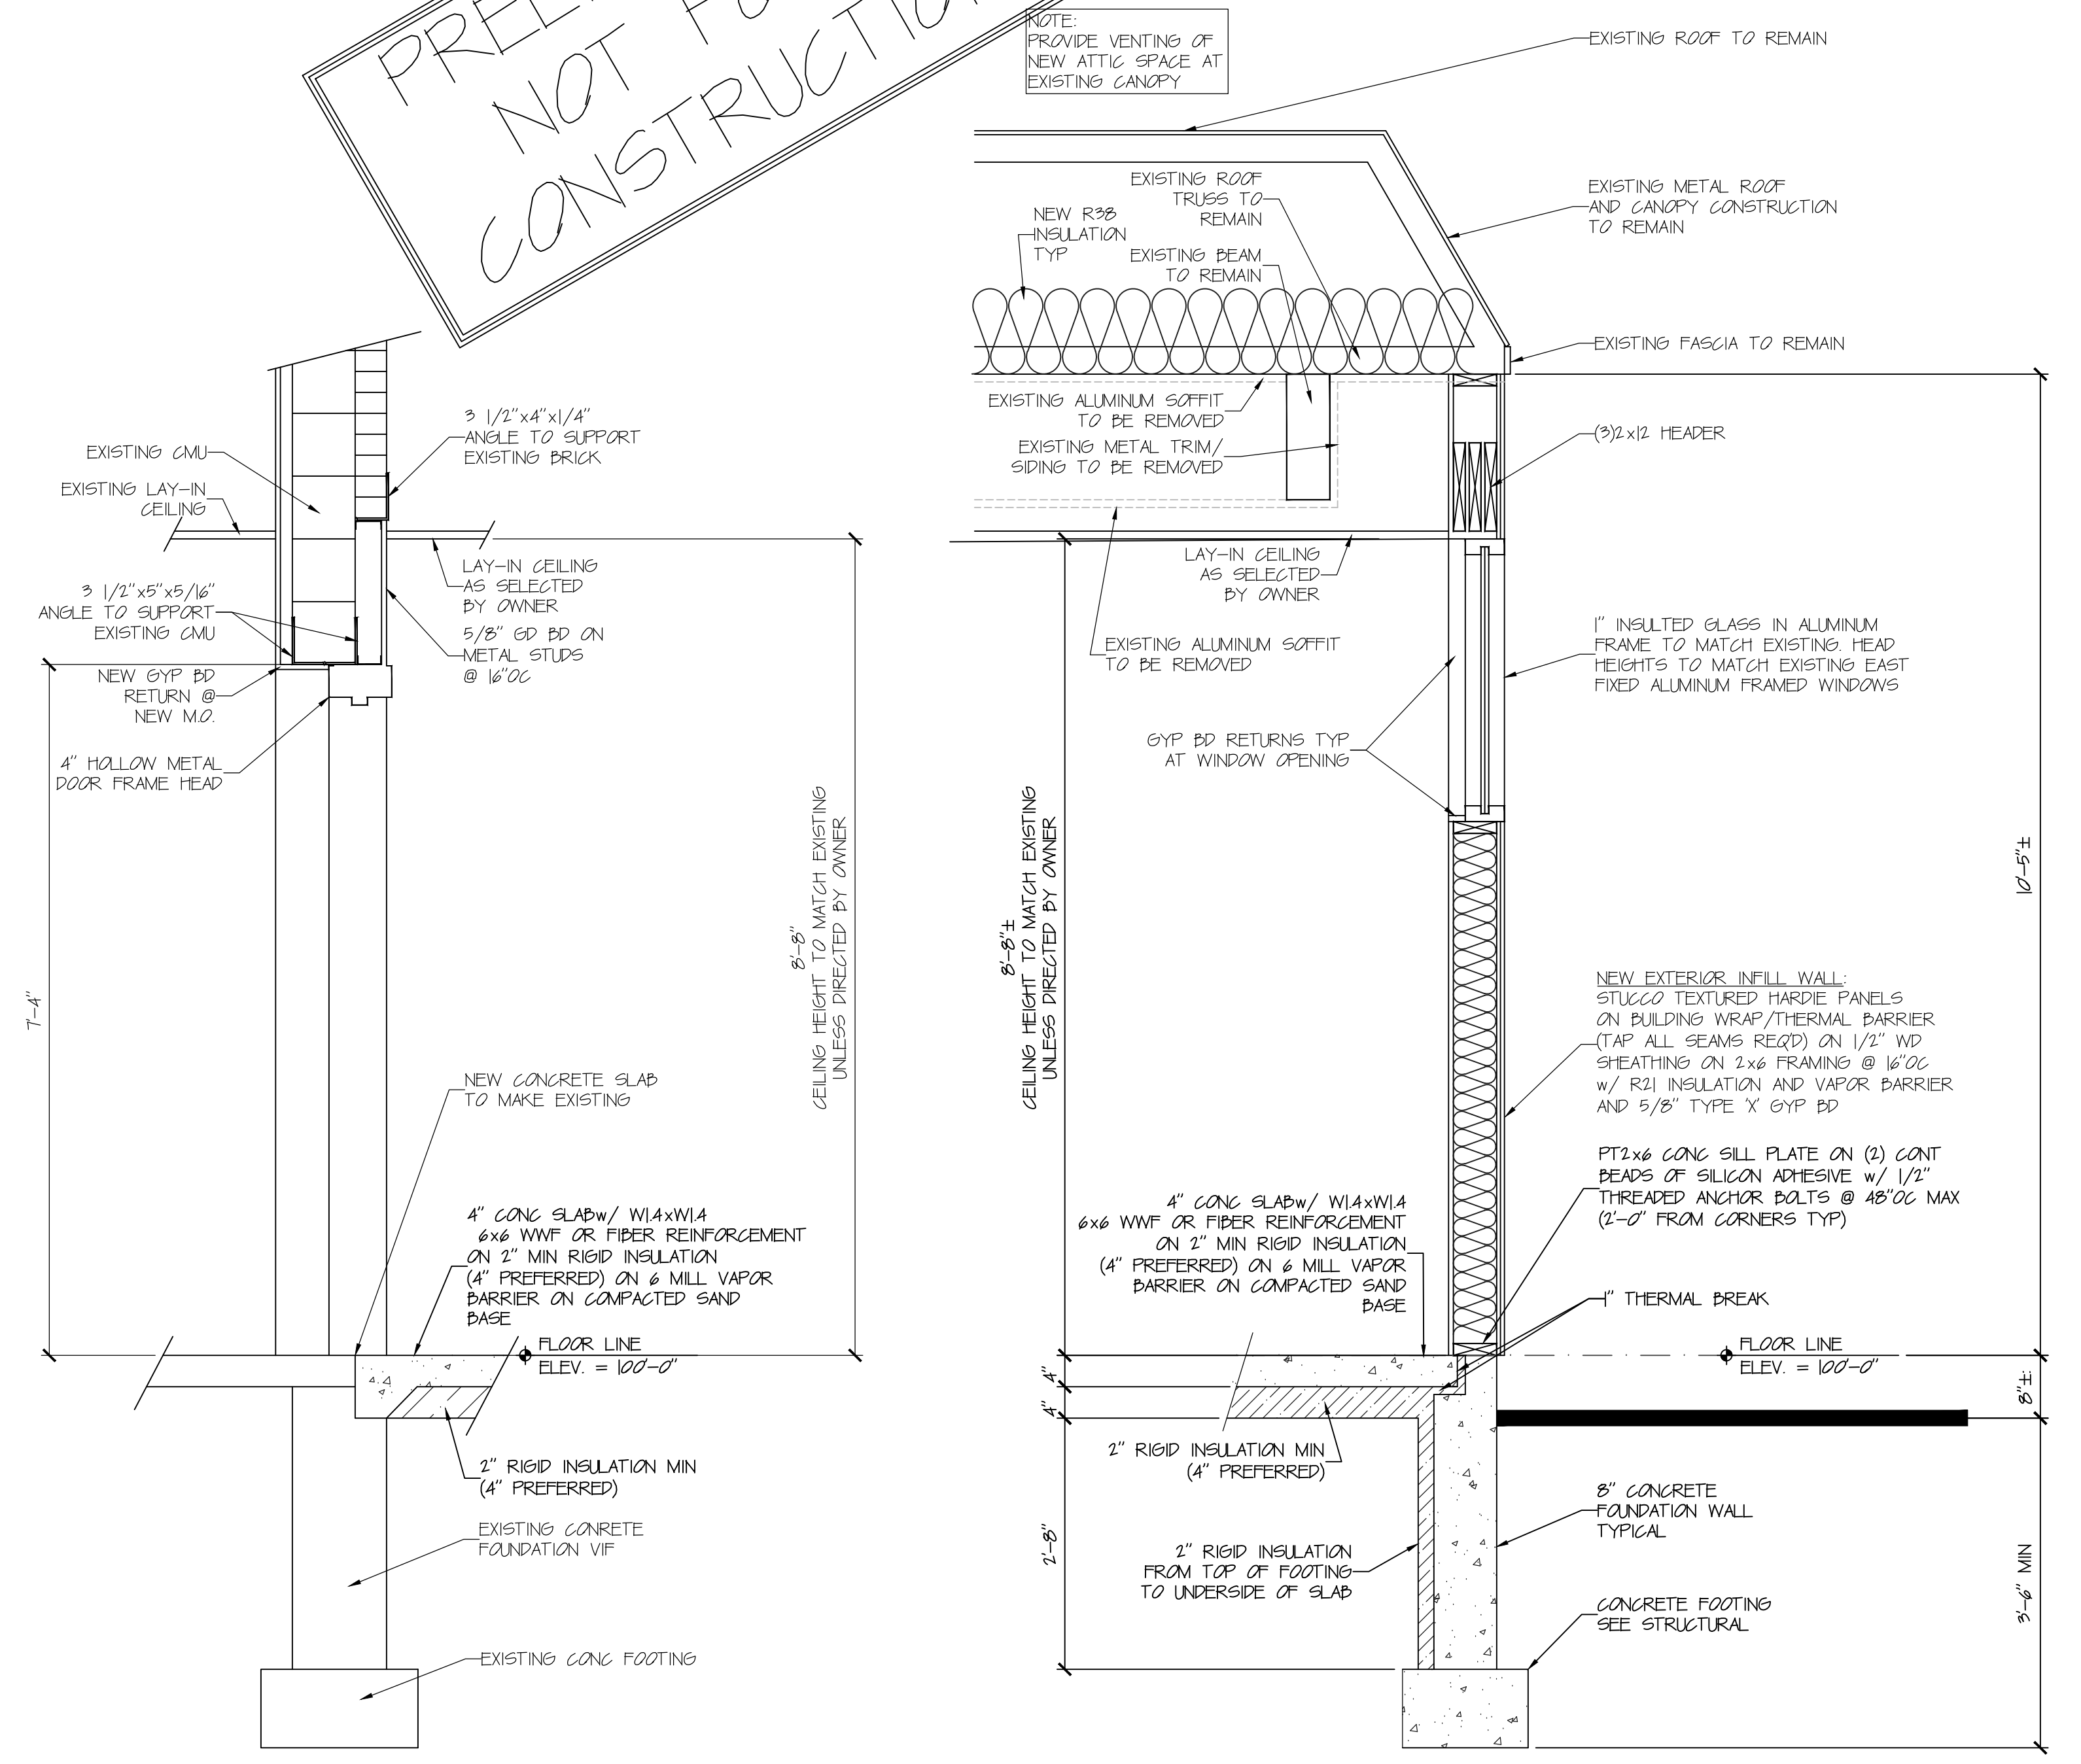 NOT
CONSTRUCTION
NOTE:
PROVIDE VENTING OF
NEW ATTIC SPACE AT
EXISTING CANOPY
EXISTING CMU
EXISTING LAY-IN
CEILING
3 1/2"x4"x1/4"
ANGLE TO SUPPORT
EXISTING BRICK
3 1/2"x5"x5/16"
ANGLE TO SUPPORT
EXISTING CMU
LAY-IN CEILING
AS SELECTED
BY OWNER
5/8" GD BD ON
METAL STUDS
@ 16"OC
NEW GYP BD
RETURN @
NEW M.O.
4" HOLLOW METAL
DOOR FRAME HEAD
7'-4"
8'-8"
CEILING HEIGHT TO MATCH EXISTING
UNLESS DIRECTED BY OWNER
NEW CONCRETE SLAB
TO MAKE EXISTING
4" CONC SLABw/ W1.4xW1.4
6x6 WWF OR FIBER REINFORCEMENT
ON 2" MIN RIGID INSULATION
(4" PREFERRED) ON 6 MILL VAPOR
BARRIER ON COMPACTED SAND
BASE
FLOOR LINE
ELEV. = 100'-0"
2" RIGID INSULATION MIN
(4" PREFERRED)
EXISTING CONRETE
FOUNDATION VIF
EXISTING CONC FOOTING
EXISTING ROOF TO REMAIN
EXISTING ROOF
TRUSS TO
REMAIN
NEW R38
INSULATION
TYP
EXISTING BEAM
TO REMAIN
EXISTING METAL ROOF
AND CANOPY CONSTRUCTION
TO REMAIN
EXISTING FASCIA TO REMAIN
EXISTING ALUMINUM SOFFIT
TO BE REMOVED
EXISTING METAL TRIM/
SIDING TO BE REMOVED
(3)2x12 HEADER
LAY-IN CEILING
AS SELECTED
BY OWNER
EXISTING ALUMINUM SOFFIT
TO BE REMOVED
1" INSULTED GLASS IN ALUMINUM
FRAME TO MATCH EXISTING. HEAD
HEIGHTS TO MATCH EXISTING EAST
FIXED ALUMINUM FRAMED WINDOWS
GYP BD RETURNS TYP
AT WINDOW OPENING
8'-8"±
CEILING HEIGHT TO MATCH EXISTING
UNLESS DIRECTED BY OWNER
10'-5"±
NEW EXTERIOR INFILL WALL:
STUCCO TEXTURED HARDIE PANELS
ON BUILDING WRAP/THERMAL BARRIER
(TAP ALL SEAMS REQ'D) ON 1/2" WD
SHEATHING ON 2x6 FRAMING @ 16"OC
w/ R21 INSULATION AND VAPOR BARRIER
AND 5/8" TYPE 'X' GYP BD
PT2x6 CONC SILL PLATE ON (2) CONT
BEADS OF SILICON ADHESIVE w/ 1/2"
THREADED ANCHOR BOLTS @ 48"OC MAX
(2'-0" FROM CORNERS TYP)
4" CONC SLABw/ W1.4xW1.4
6x6 WWF OR FIBER REINFORCEMENT
ON 2" MIN RIGID INSULATION
(4" PREFERRED) ON 6 MILL VAPOR
BARRIER ON COMPACTED SAND
BASE
1" THERMAL BREAK
FLOOR LINE
ELEV. = 100'-0"
4"
4"
8"±
2" RIGID INSULATION MIN
(4" PREFERRED)
8" CONCRETE
FOUNDATION WALL
TYPICAL
2'-8"
2" RIGID INSULATION
FROM TOP OF FOOTING
TO UNDERSIDE OF SLAB
CONCRETE FOOTING
SEE STRUCTURAL
3'-6" MIN